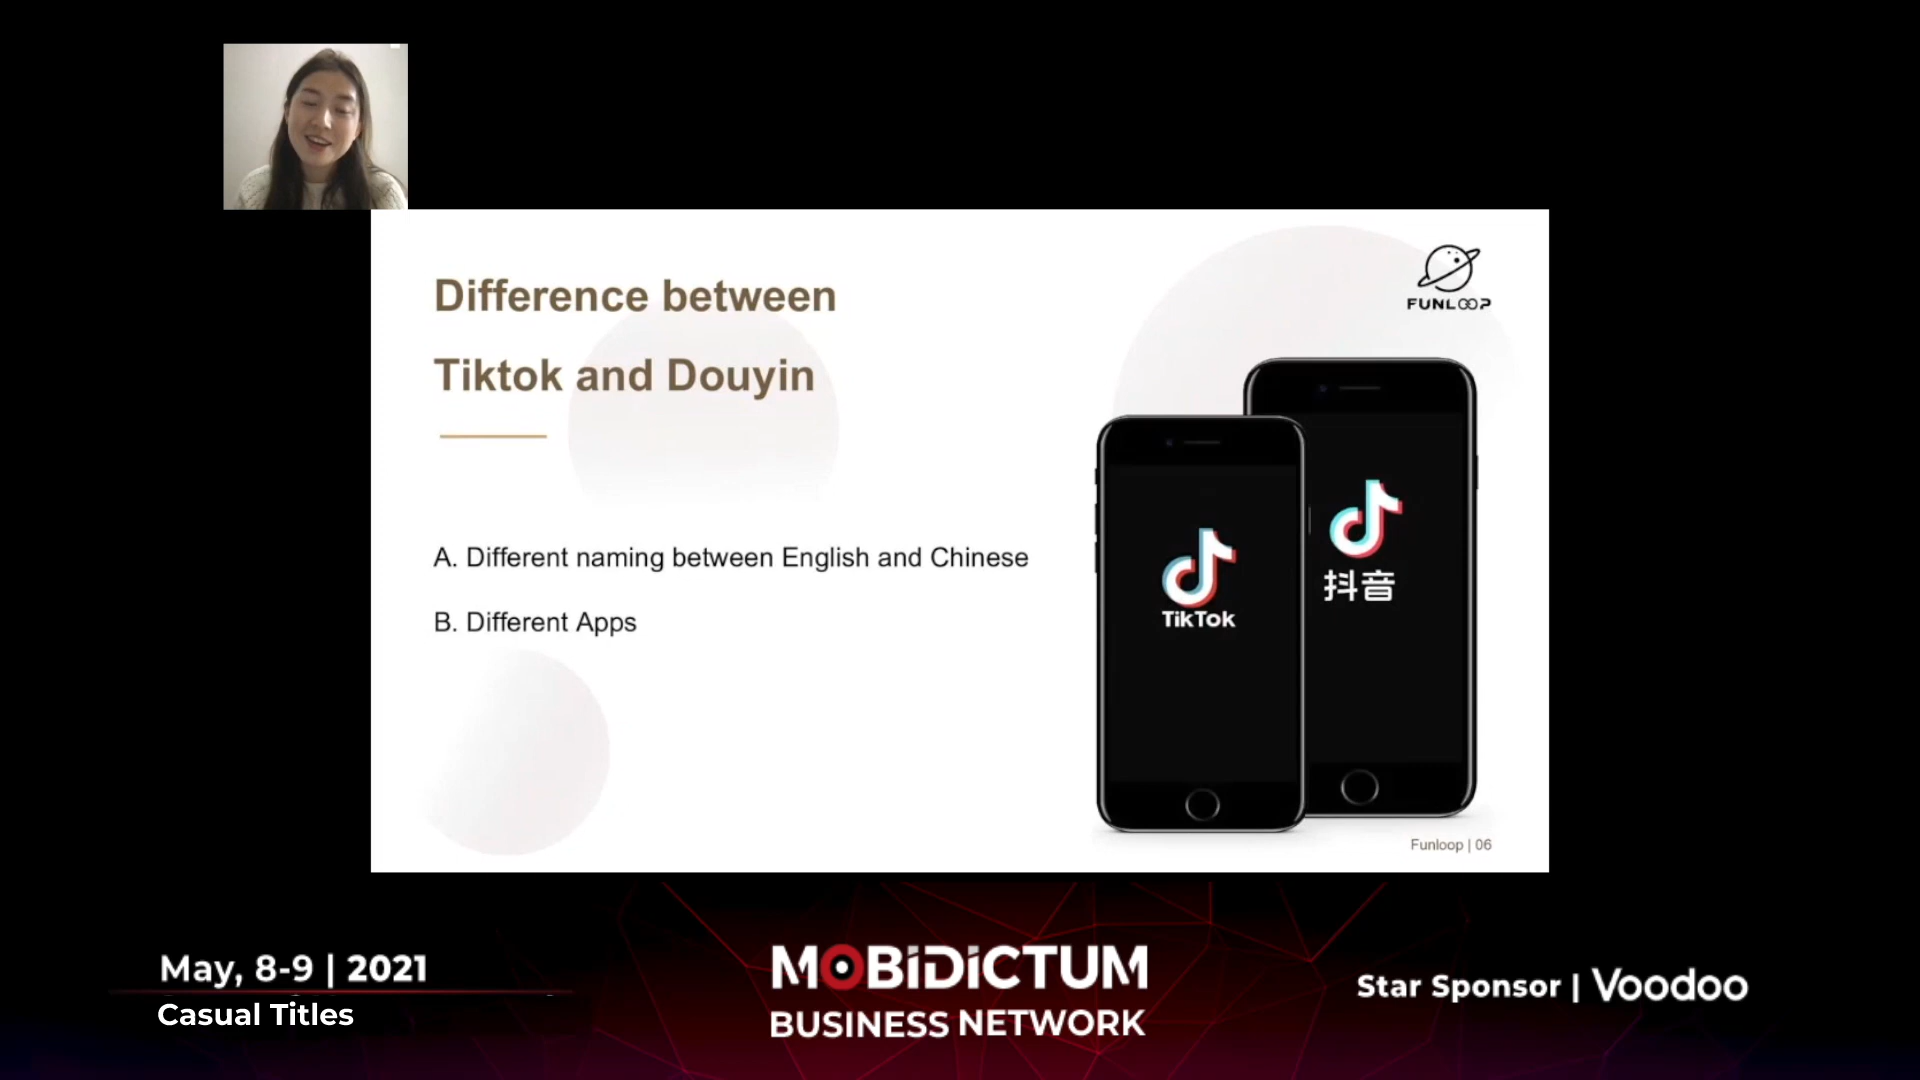 Difference between
Tiktok and Douyin
A. Different naming between English and Chinese
B. Different Apps
FUNLOOP
TikTok
抖音
Funloop | 06
May, 8-9 | 2021
Casual Titles
MOBiDiCTUM
BUSINESS NETWORK
Star Sponsor | Voodoo